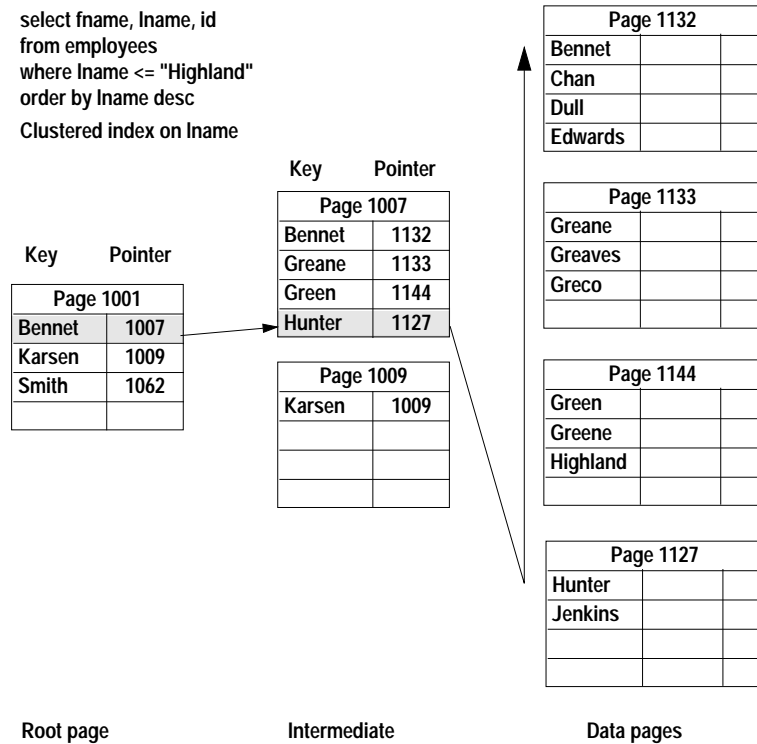 select fname, lname, id
from employees
where lname <= "Highland"
order by lname desc
Clustered index on lname
Key Pointer
Page 1001
Bennet 1007
Karsen 1009
Smith 1062
Key Pointer
Page 1007
Bennet 1132
Greane 1133
Green 1144
Hunter 1127
Page 1009
Karsen 1009
Page 1132
Bennet
Chan
Dull
Edwards
Page 1133
Greane
Greaves
Greco
Page 1144
Green
Greene
Highland
Page 1127
Hunter
Jenkins
Root page Intermediate Data pages